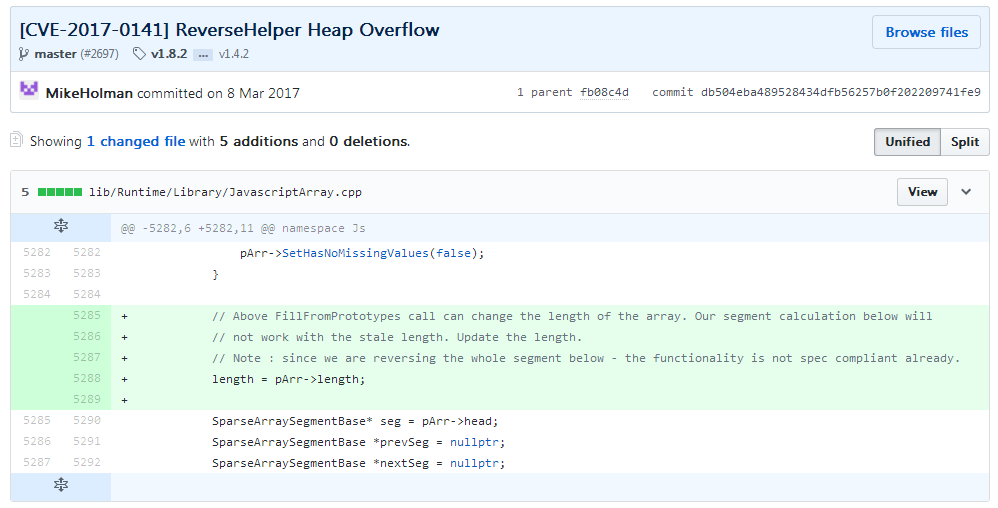 [CVE-2017-0141] ReverseHelper Heap Overflow
Browse files
master (#2697) v1.8.2 ... v1.4.2
MikeHolman committed on 8 Mar 2017 1 parent fb08c4d commit db504eba489528434dfb56257b0f202209741fe9
Showing 1 changed file with 5 additions and 0 deletions.
Unified Split
5 lib/Runtime/Library/JavascriptArray.cpp View
@@ -5282,6 +5282,11 @@ namespace Js
5282 5282 pArr->SetHasNoMissingValues(false);
5283 5283 }
5284 5284
5285 + // Above FillFromPrototypes call can change the length of the array. Our segment calculation below will
5286 + // not work with the stale length. Update the length.
5287 + // Note : since we are reversing the whole segment below - the functionality is not spec compliant already.
5288 + length = pArr->length;
5289 +
5285 5290 SparseArraySegmentBase* seg = pArr->head;
5286 5291 SparseArraySegmentBase *prevSeg = nullptr;
5287 5292 SparseArraySegmentBase *nextSeg = nullptr;